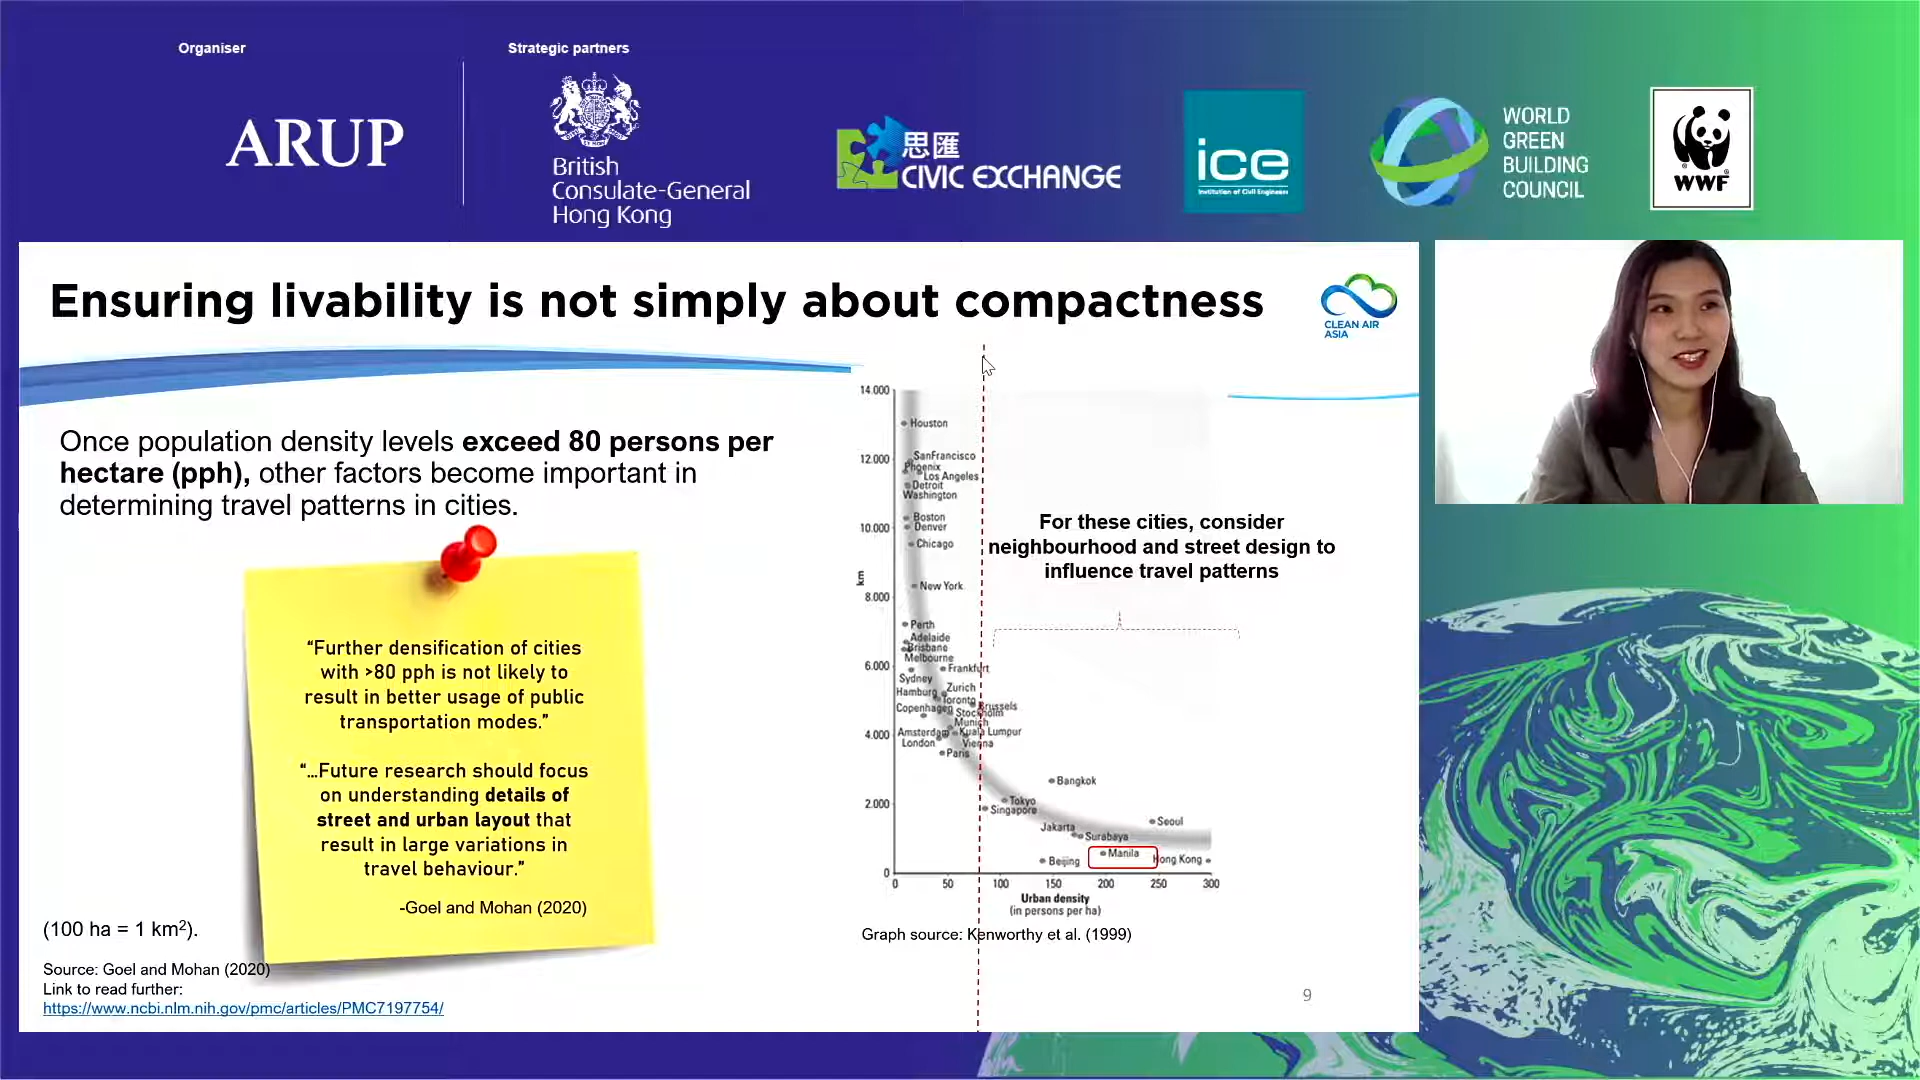 Organiser
Strategic partners
ARUP
British
Consulate-General
Hong Kong
思匯
CIVIC EXCHANGE
ice
Institution of Civil Engineers
WORLD
GREEN
BUILDING
COUNCIL
WWF
Ensuring livability is not simply about compactness
CLEAN AIR
ASIA
Once population density levels exceed 80 persons per
hectare (pph), other factors become important in
determining travel patterns in cities.
“Further densification of cities
with >80 pph is not likely to
result in better usage of public
transportation modes.”
“...Future research should focus
on understanding details of
street and urban layout that
result in large variations in
travel behaviour.”
-Goel and Mohan (2020)
(100 ha = 1 km²).
Source: Goel and Mohan (2020)
Link to read further:
https://www.ncbi.nlm.nih.gov/pmc/articles/PMC7197754/
14.000
Houston
SanFrancisco
12.000
Phoenix
Los Angeles
Detroit
Washington
Boston
10.000
Denver
Chicago
km
New York
8.000
Perth
Adelaide
Brisbane
Melbourne
6.000
Frankfurt
Sydney
Zurich
Hamburg
Toronto
Brussels
Copenhagen
Stockholm
Munich
Amsterdam
Kuala Lumpur
4.000
London
Vienna
Paris
Bangkok
2.000
Tokyo
Singapore
Seoul
Jakarta
Surabaya
Manila
Beijing
Hong Kong
0
0 50 100 150 200 250 300
Urban density
(in persons per ha)
For these cities, consider
neighbourhood and street design to
influence travel patterns
Graph source: Kenworthy et al. (1999)
9